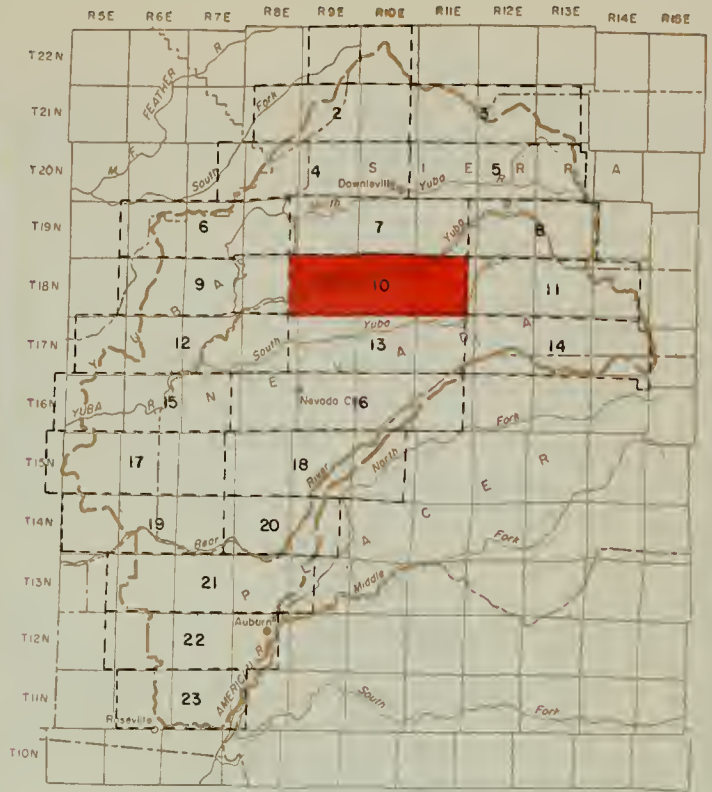 R5E R6E R7E R8E R9E R10E R11E R12E R13E R14E R15E
T22N
FEATHER R
T21N
Fork
2
3
M F
South
T20N
4 S I E 5 R R A
Downieville
Yuba R
T19N
6
North
7
Yuba
8
T18N
9
10
11
Y U B A
T17N
12
South
Yuba
13
14
N E V A D A
T16N
YUBA R
15
Nevada C
16
Fork
T15N
17
18
River
North
T14N
19
20
Bear
Fork
P L A C E R
T13N
21
Middle
T12N
22
Auburn
AMERICAN R
T11N
23
Roseville
South
Fork
T10N